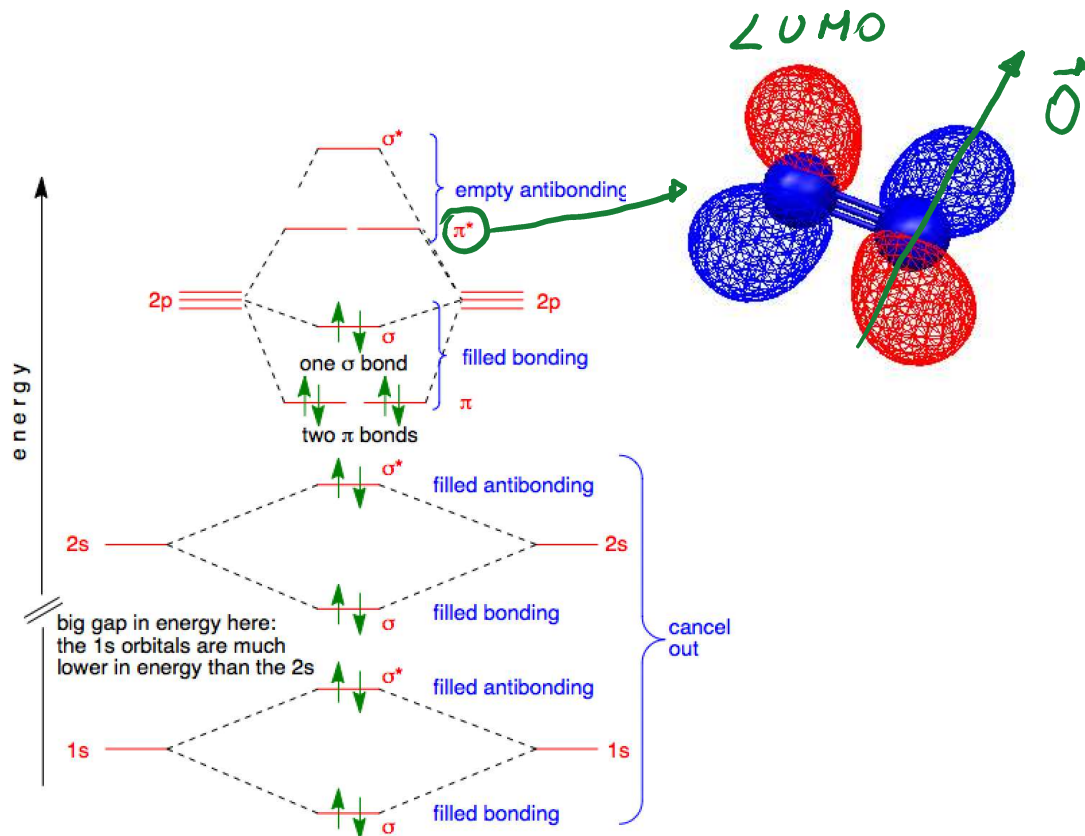 LUMO
σ*
empty antibonding
π*
2p
2p
σ
one σ bond
filled bonding
π
two π bonds
σ*
filled antibonding
2s
2s
filled bonding
σ
big gap in energy here:
the 1s orbitals are much
lower in energy than the 2s
cancel
out
σ*
filled antibonding
1s
1s
filled bonding
σ
energy